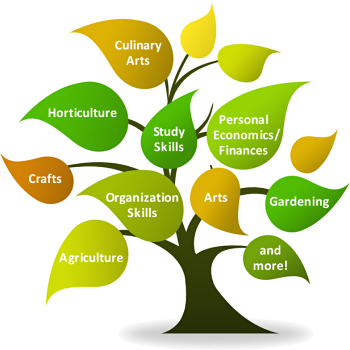 Culinary
Arts
Horticulture
Study
Skills
Personal
Economics/
Finances
Crafts
Organization
Skills
Arts
Gardening
Agriculture
and
more!